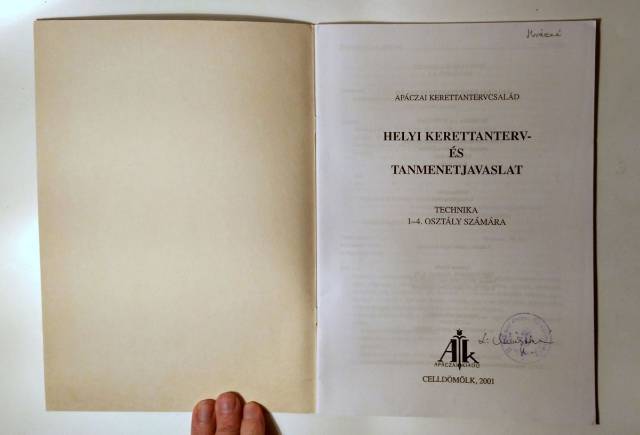 APÁCZAI KERETTANTERVCSALÁD
HELYI KERETTANTERV-
ÉS
TANMENETJAVASLAT
TECHNIKA
1–4. OSZTÁLY SZÁMÁRA
APÁCZAI KIADÓ
CELLDÖMÖLK, 2001